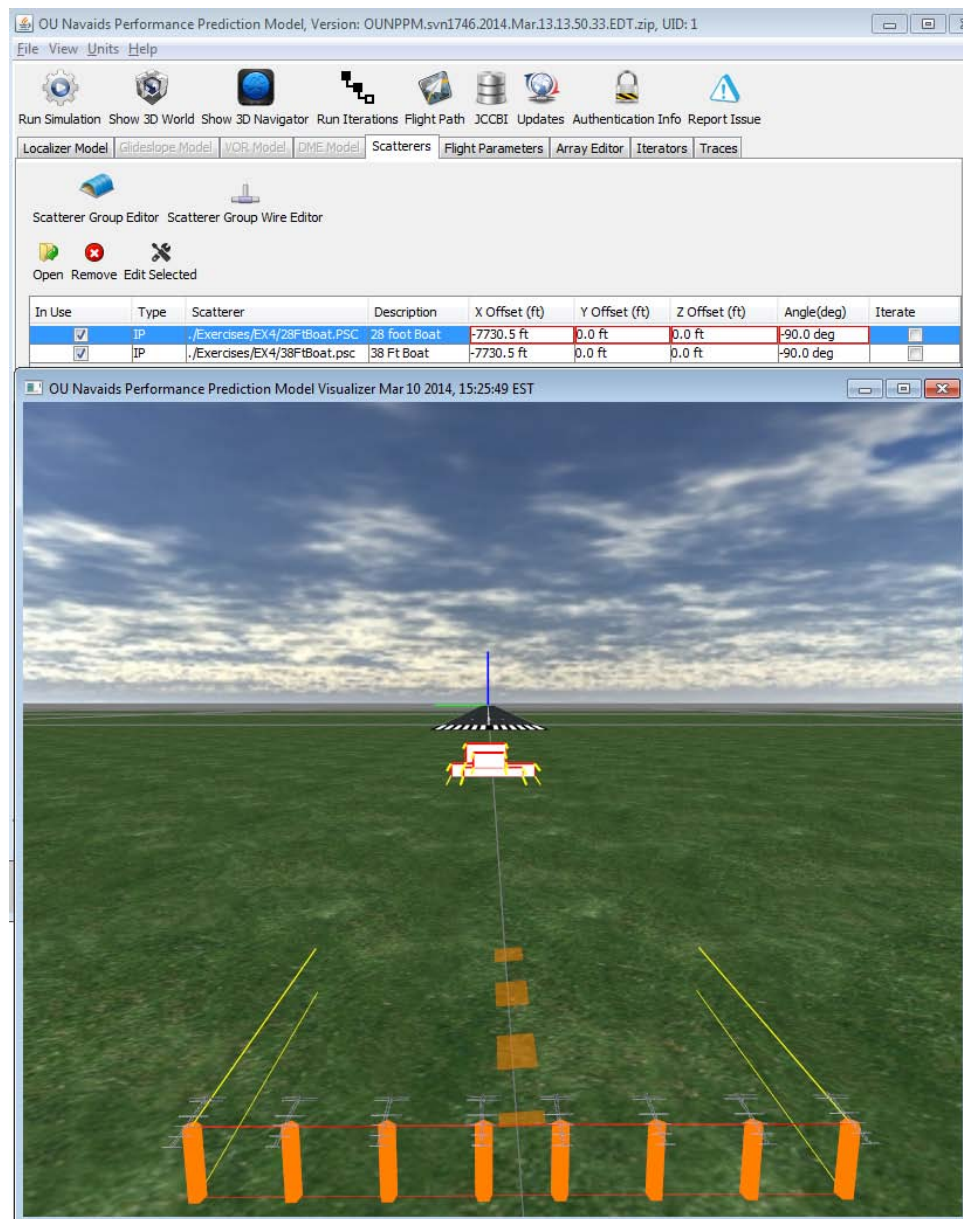 OU Navaids Performance Prediction Model, Version: OUNPPM.svn1746.2014.Mar.13.13.50.33.EDT.zip, UID: 1
File View Units Help
Run Simulation Show 3D World Show 3D Navigator Run Iterations Flight Path JCCBI Updates Authentication Info Report Issue
Localizer Model Glideslope Model VOR Model DME Model Scatterers Flight Parameters Array Editor Iterators Traces
Scatterer Group Editor Scatterer Group Wire Editor
Open Remove Edit Selected
In Use Type Scatterer Description X Offset (ft) Y Offset (ft) Z Offset (ft) Angle(deg) Iterate
IP ./Exercises/EX4/28FtBoat.PSC 28 foot Boat -7730.5 ft 0.0 ft 0.0 ft -90.0 deg
IP ./Exercises/EX4/38FtBoat.psc 38 Ft Boat -7730.5 ft 0.0 ft 0.0 ft -90.0 deg
OU Navaids Performance Prediction Model Visualizer Mar 10 2014, 15:25:49 EST